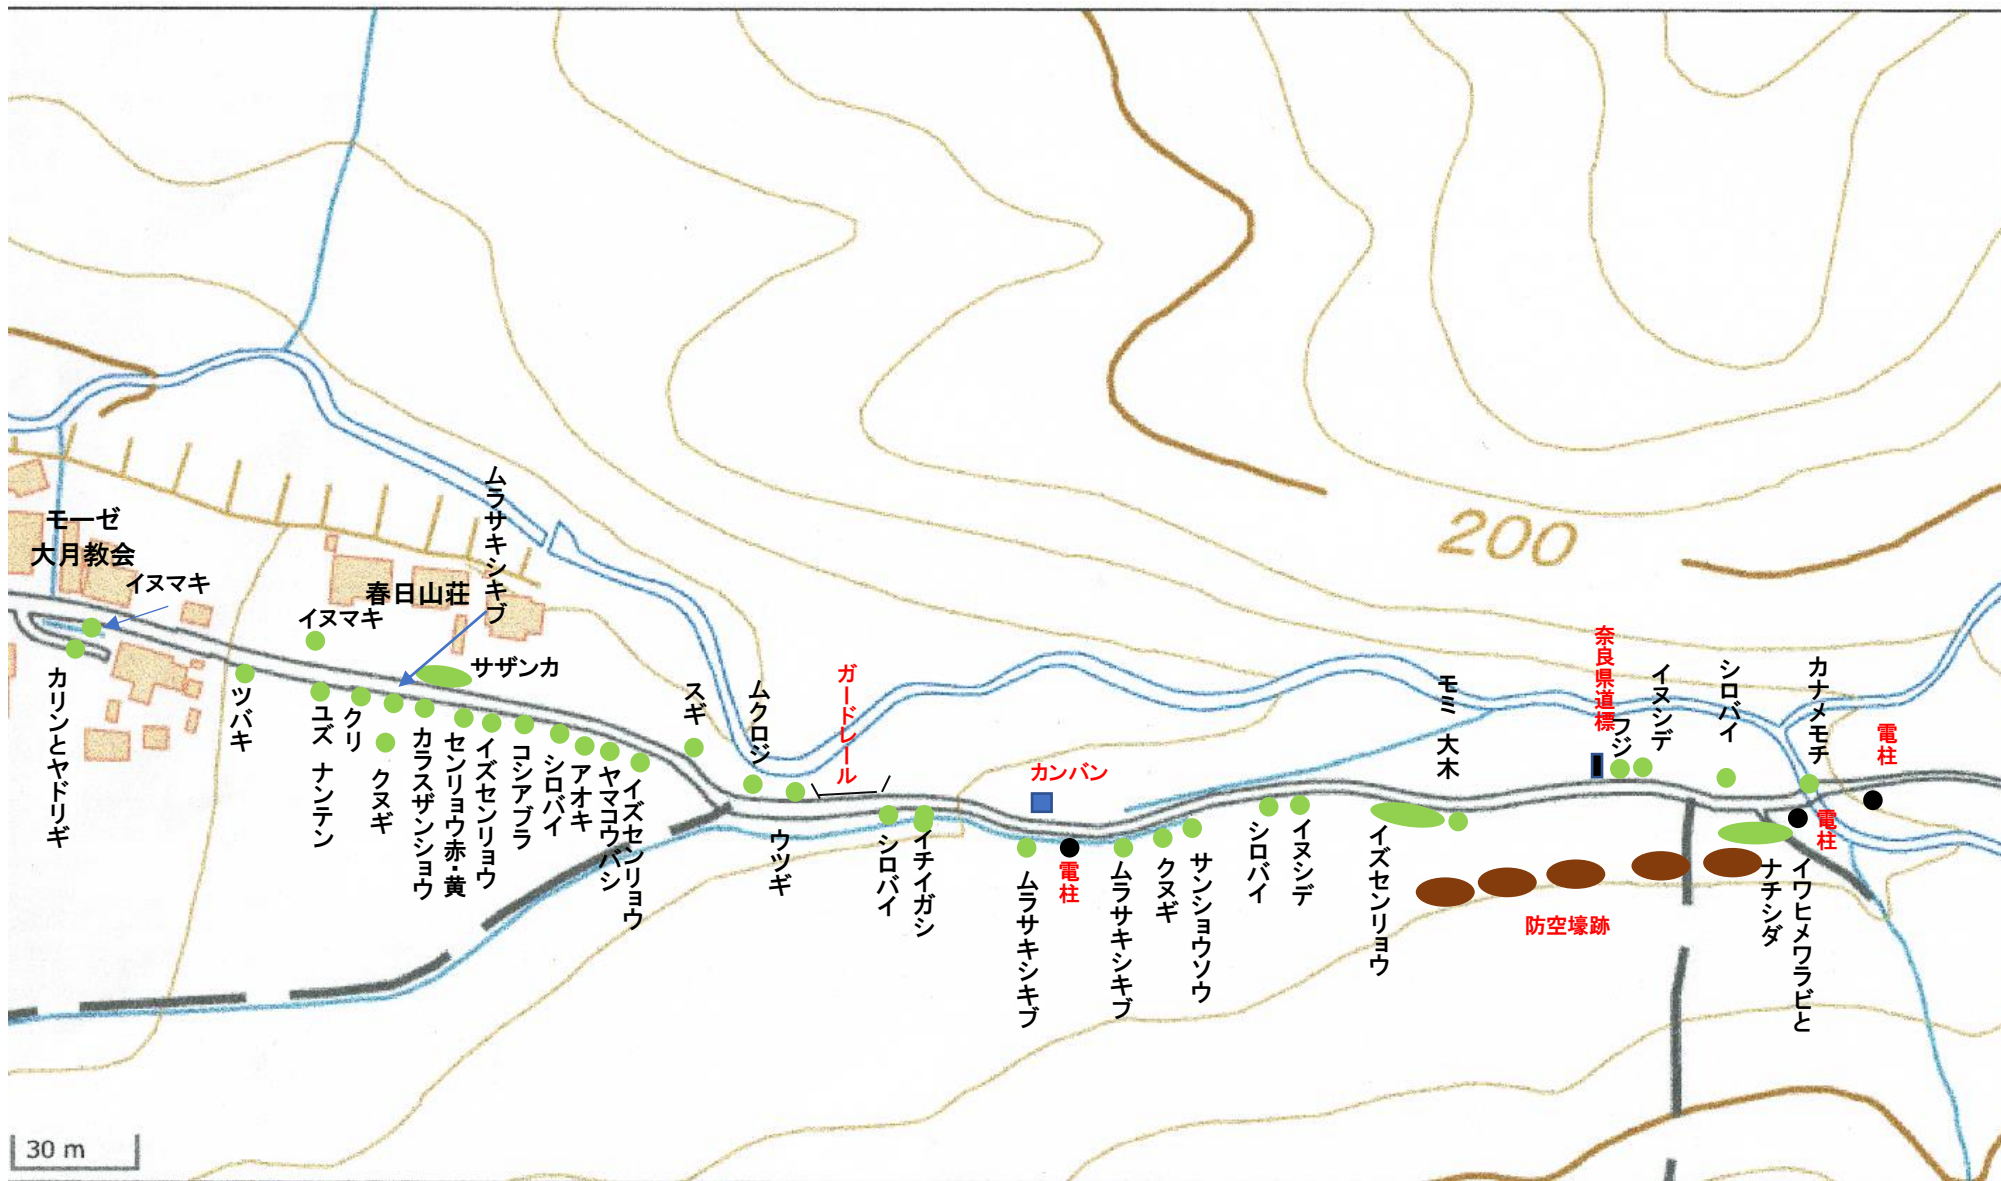 モーゼ
大月教会
イヌマキ
カリンとヤドリギ
ツバキ
イヌマキ
春日山荘
ムラサキシキブ
サザンカ
ユズ ナンテン
クリ
クヌギ
カラスザンショウ
センリョウ赤・黄
イズセンリョウ
コシアブラ
シロバイ
アオキ
ヤマコウバシ
イズセンリョウ
スギ
ムクロジ
ウツギ
ガードレール
シロバイ
イチイガシ
カンバン
ムラサキシキブ
電柱
ムラサキシキブ
クヌギ
サンショウソウ
シロバイ
イヌシデ
イズセンリョウ
モミ 大木
200
奈良県道標
フジ
イヌシデ
シロバイ
カナメモチ
電柱
電柱
防空壕跡
イワヒメワラビと
ナチシダ
30 m